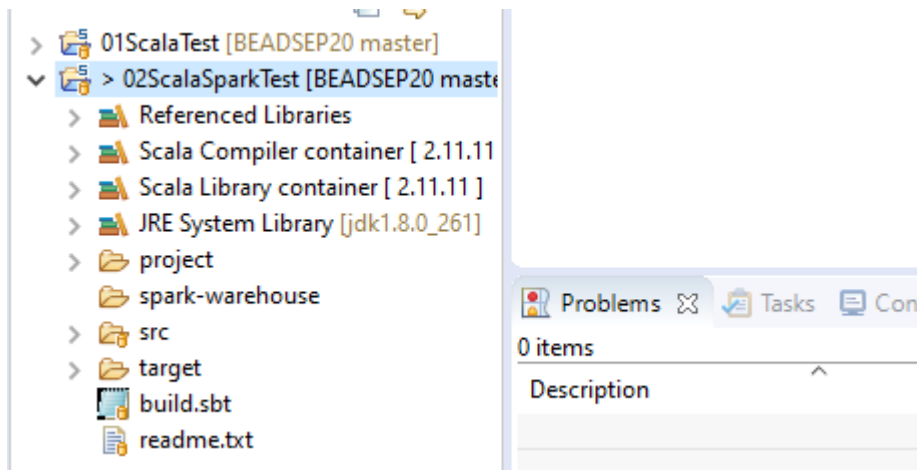 01ScalaTest [BEADSEP20 master]
> 02ScalaSparkTest [BEADSEP20 maste
Referenced Libraries
Scala Compiler container [ 2.11.11
Scala Library container [ 2.11.11 ]
JRE System Library [jdk1.8.0_261]
project
spark-warehouse
src
target
build.sbt
readme.txt
Problems Tasks Con
0 items
Description